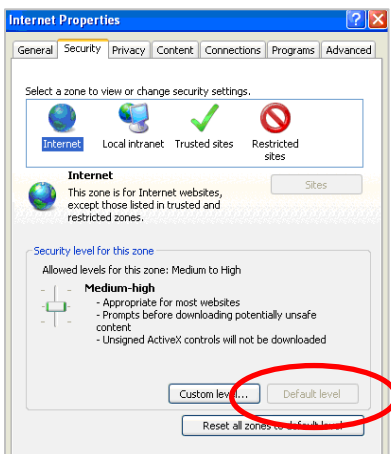 Internet Properties
General Security Privacy Content Connections Programs Advanced
Select a zone to view or change security settings.
Internet Local intranet Trusted sites Restricted sites
Internet
This zone is for Internet websites,
except those listed in trusted and
restricted zones.
Sites
Security level for this zone
Allowed levels for this zone: Medium to High
Medium-high
- Appropriate for most websites
- Prompts before downloading potentially unsafe
content
- Unsigned ActiveX controls will not be downloaded
Custom level... Default level
Reset all zones to default level